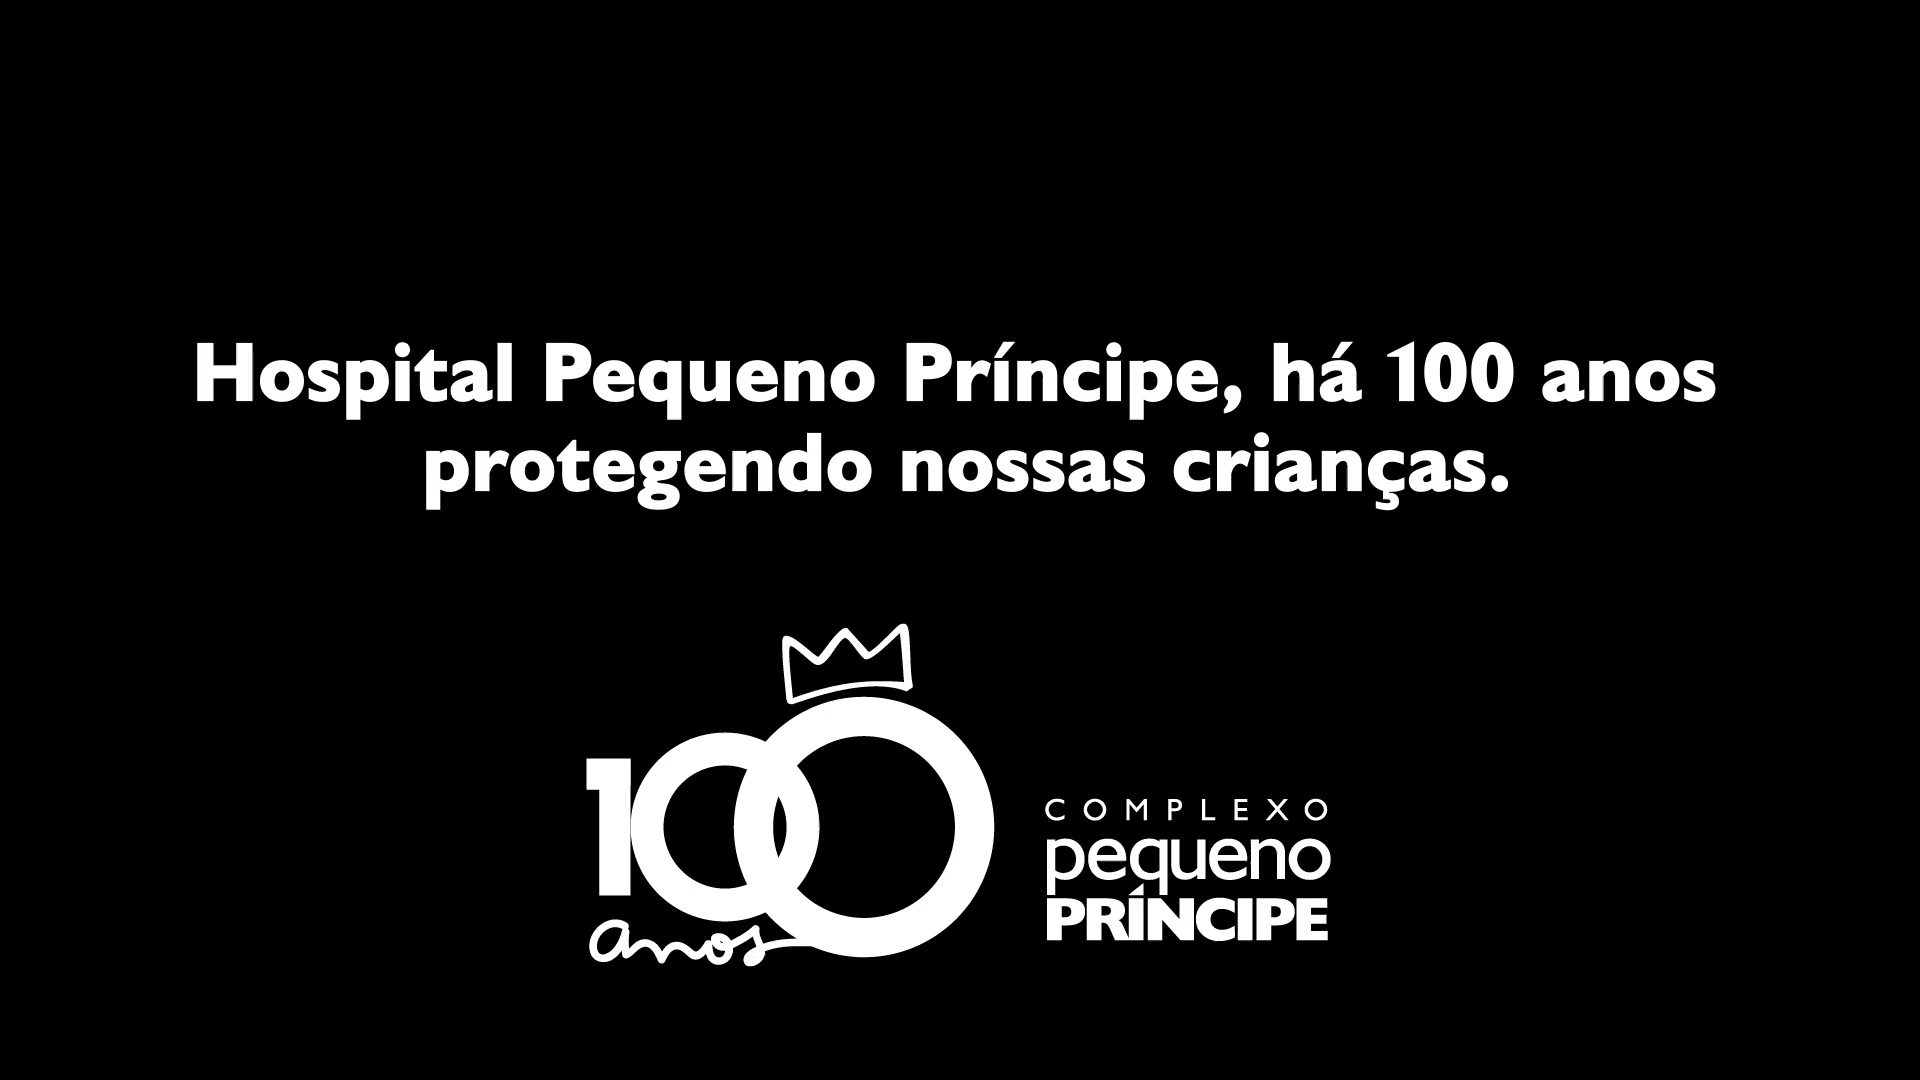 Hospital Pequeno Príncipe, há 100 anos
protegendo nossas crianças.
100
anos
COMPLEXO
pequeno
PRÍNCIPE